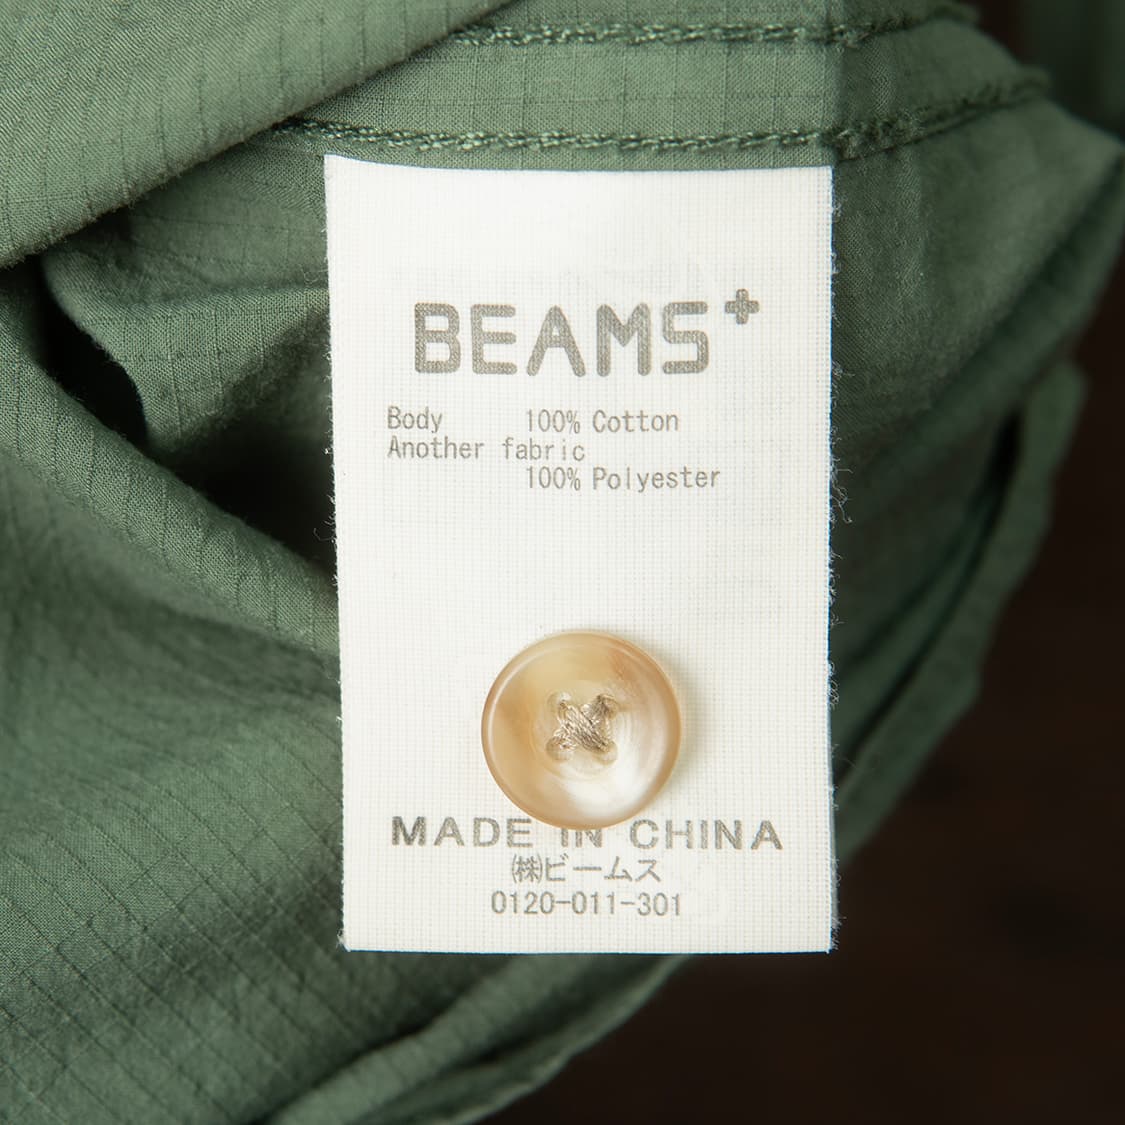 BEAMS+
Body 100% Cotton
Another fabric
100% Polyester
MADE IN CHINA
㈱ビームス
0120-011-301